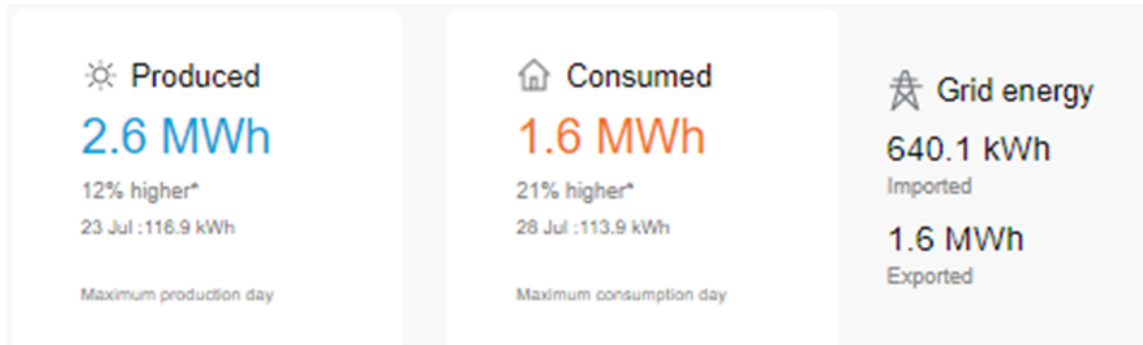 Produced
2.6 MWh
12% higher*
23 Jul :116.9 kWh
Maximum production day
Consumed
1.6 MWh
21% higher*
28 Jul :113.9 kWh
Maximum consumption day
Grid energy
640.1 kWh
Imported
1.6 MWh
Exported